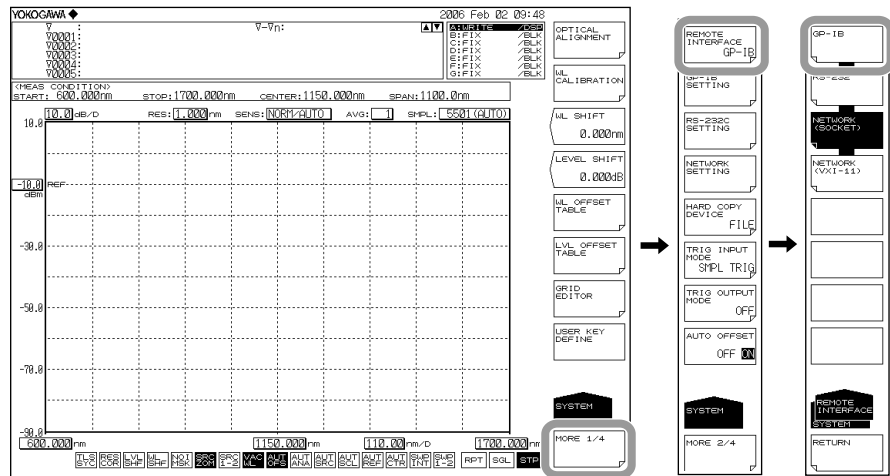 YOKOGAWA ◆
2006 Feb 02 09:48
∇ :
∇0001:
∇0002:
∇0003:
∇0004:
∇0005:
∇-∇n:
A:WRITE /DSP
B:FIX /BLK
C:FIX /BLK
D:FIX /BLK
E:FIX /BLK
F:FIX /BLK
G:FIX /BLK
<MEAS CONDITION>
START: 600.000nm STOP:1700.000nm CENTER:1150.000nm SPAN:1100.0nm
10.0 dB/D RES: 1.000 nm SENS: NORM/AUTO AVG: 1 SMPL: 5501(AUTO)
10.0
-10.0 REF
dBm
-30.0
-50.0
-70.0
-90.0
600.000 nm 1150.000 nm 110.00 nm/D 1700.000 nm
TLS SYC
RES COR
LVL SHF
WL SHF
NOI MSK
SRC ZOM
SRC 1-2
VAC WL
AUT OFS
AUT ANA
AUT SRC
AUT SCL
AUT REF
AUT CTR
SWP INT
SWP 1-2
RPT
SGL
STP
OPTICAL
ALIGNMENT
WL
CALIBRATION
WL SHIFT
0.000nm
LEVEL SHIFT
0.000dB
WL OFFSET
TABLE
LVL OFFSET
TABLE
GRID
EDITOR
USER KEY
DEFINE
SYSTEM
MORE 1/4
REMOTE
INTERFACE
GP-IB
GP-IB
SETTING
RS-232C
SETTING
NETWORK
SETTING
HARD COPY
DEVICE
FILE
TRIG INPUT
MODE
SMPL TRIG
TRIG OUTPUT
MODE
OFF
AUTO OFFSET
OFF ON
SYSTEM
MORE 2/4
GP-IB
RS-232
NETWORK
(SOCKET)
NETWORK
(VXI-11)
REMOTE
INTERFACE
SYSTEM
RETURN